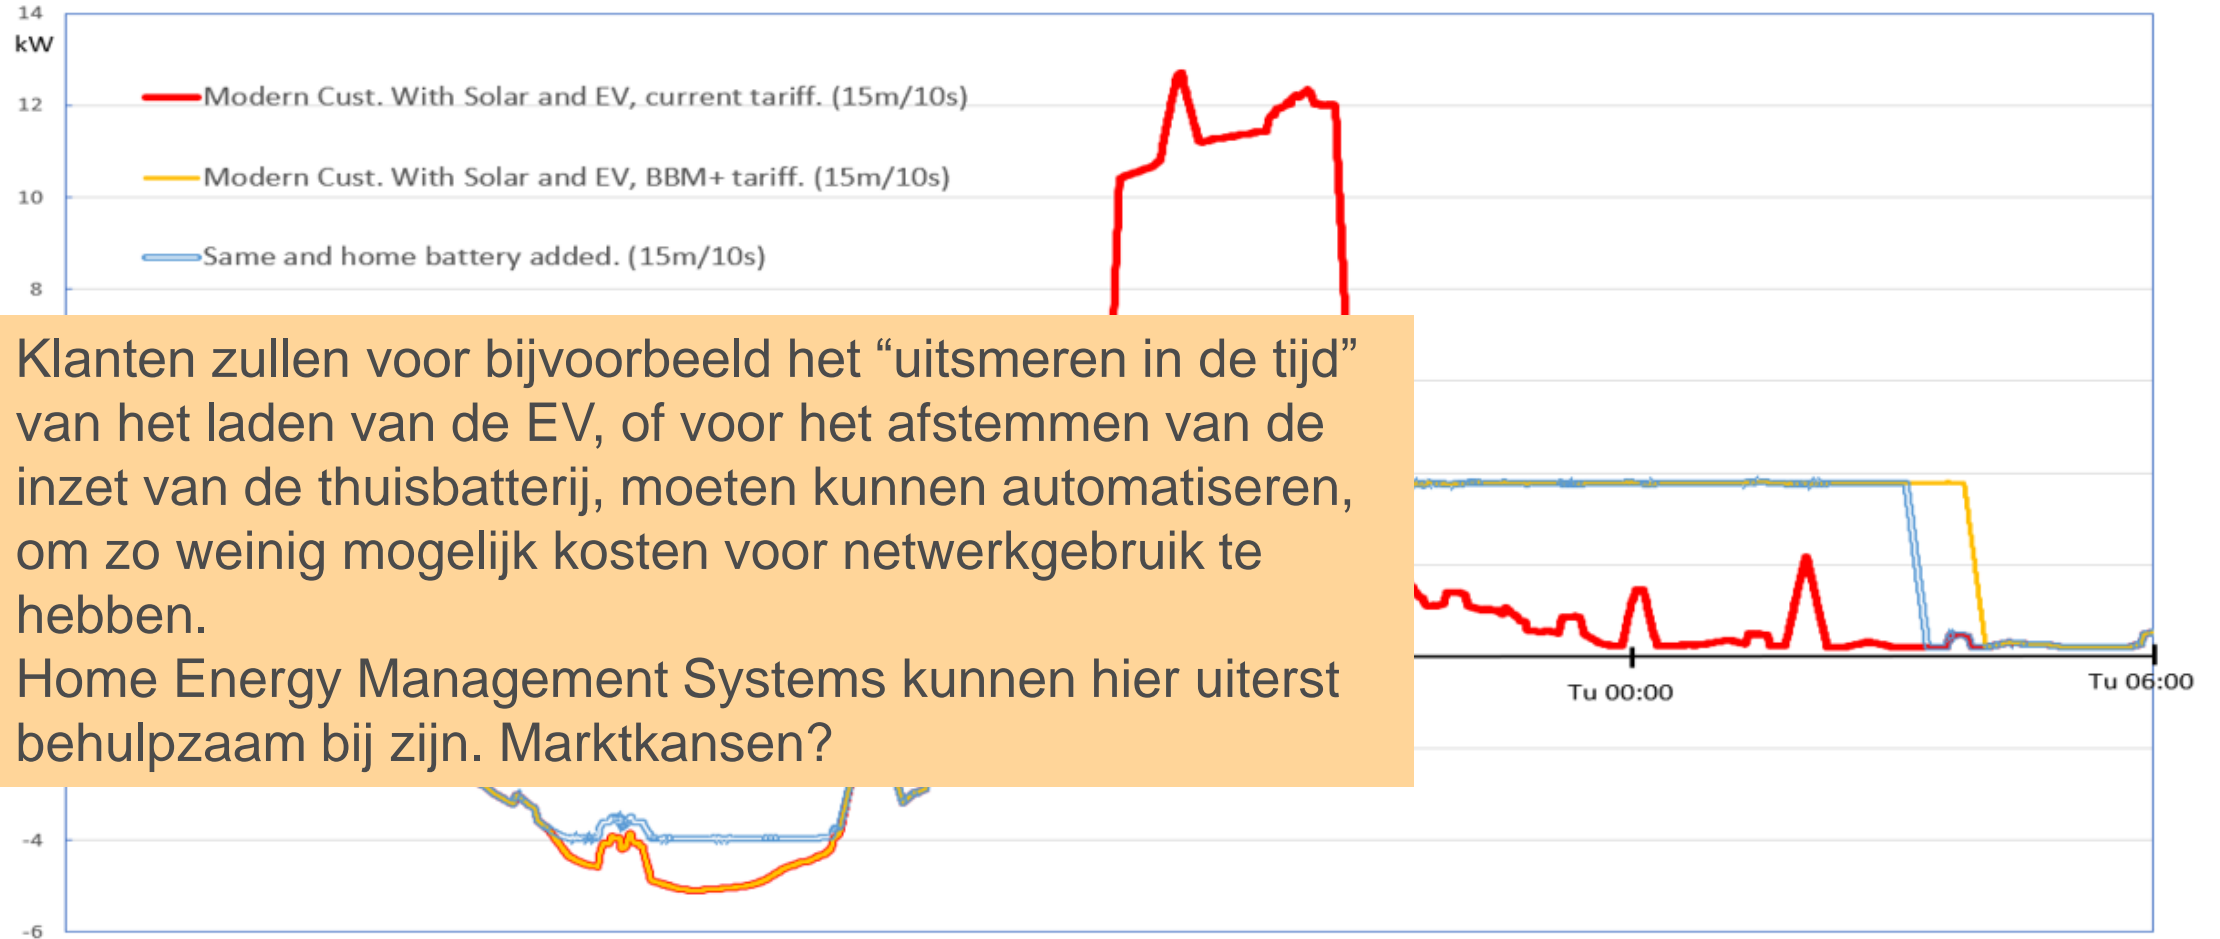 14
kW
Modern Cust. With Solar and EV, current tariff. (15m/10s)
12
Modern Cust. With Solar and EV, BBM+ tariff. (15m/10s)
10
Same and home battery added. (15m/10s)
8
Klanten zullen voor bijvoorbeeld het “uitsmeren in de tijd”
van het laden van de EV, of voor het afstemmen van de
inzet van de thuisbatterij, moeten kunnen automatiseren,
om zo weinig mogelijk kosten voor netwerkgebruik te
hebben.
Home Energy Management Systems kunnen hier uiterst
behulpzaam bij zijn. Marktkansen?
Tu 00:00
Tu 06:00
-4
-6